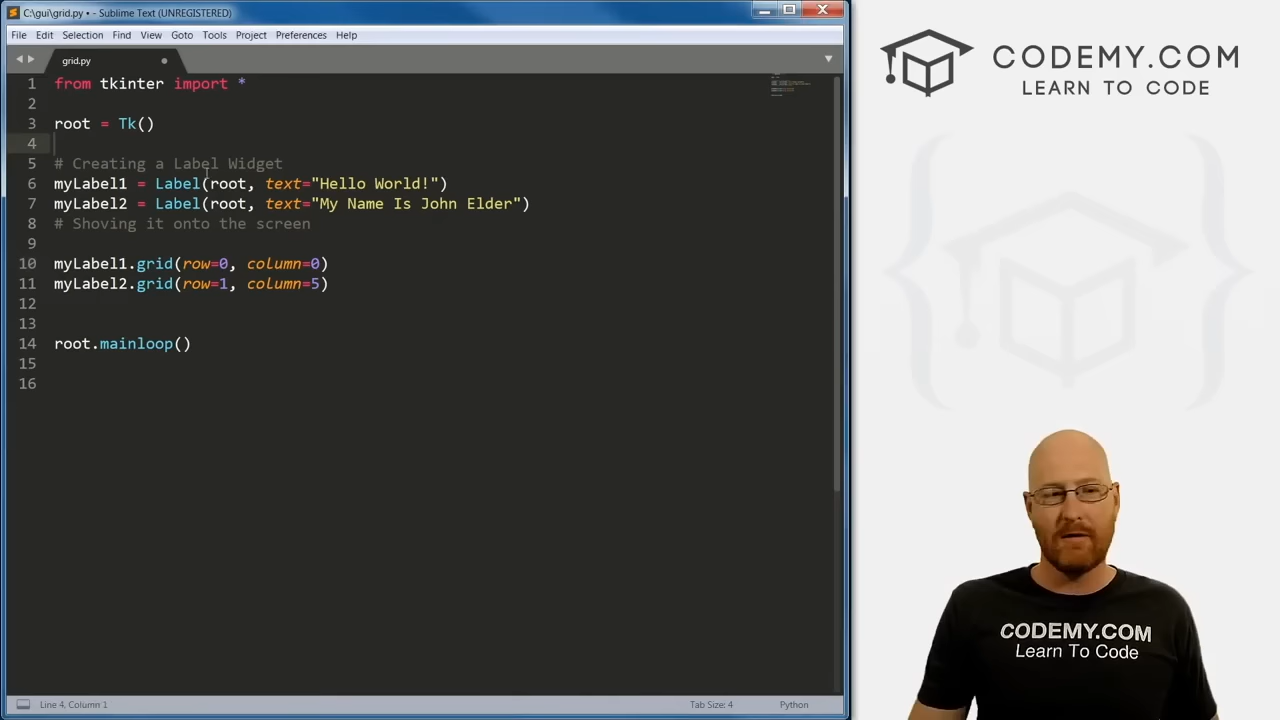 C:\gui\grid.py • - Sublime Text (UNREGISTERED)
File Edit Selection Find View Goto Tools Project Preferences Help
grid.py
1 from tkinter import *
2
3 root = Tk()
4
5 # Creating a Label Widget
6 myLabel1 = Label(root, text="Hello World!")
7 myLabel2 = Label(root, text="My Name Is John Elder")
8 # Shoving it onto the screen
9
10 myLabel1.grid(row=0, column=0)
11 myLabel2.grid(row=1, column=5)
12
13
14 root.mainloop()
15
16
Line 4, Column 1
Tab Size: 4
Python
CODEMY.COM
LEARN TO CODE
CODEMY.COM
Learn To Code